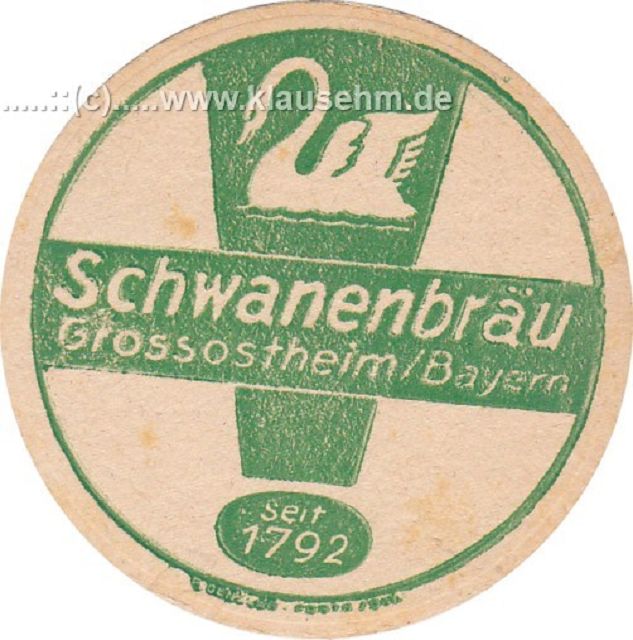 ......::(c).....www.klausehm.de
Schwanenbräu
Grossostheim/Bayern
Seit
1792